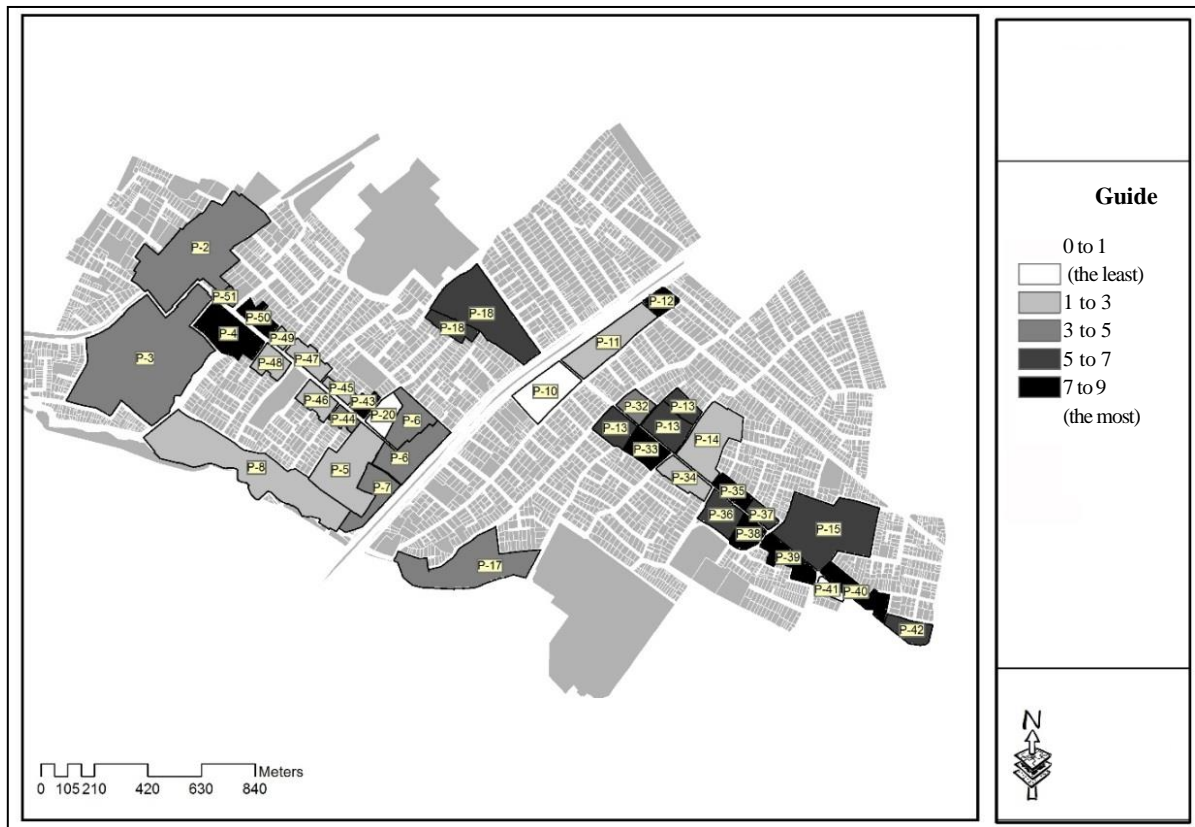 Guide
0 to 1
(the least)
1 to 3
3 to 5
5 to 7
7 to 9
(the most)
P-2
P-51
P-50
P-4
P-49
P-3
P-48
P-47
P-45
P-46
P-43
P-44
P-20
P-6
P-6
P-5
P-7
P-8
P-18
P-18
P-12
P-11
P-10
P-32
P-13
P-13
P-13
P-33
P-14
P-34
P-35
P-36
P-37
P-38
P-15
P-39
P-41
P-40
P-42
P-17
Meters
0 105 210 420 630 840
N